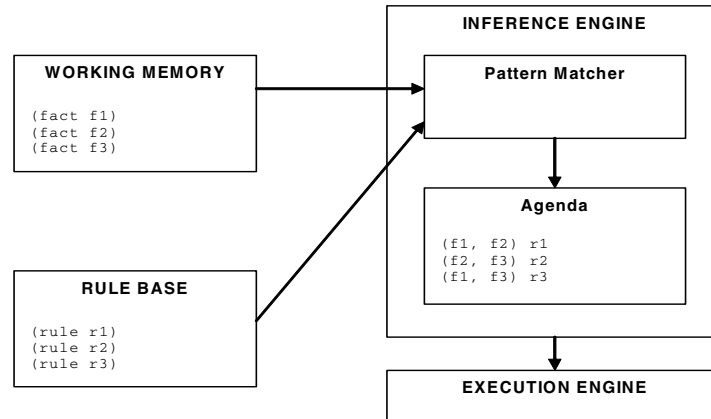 WORKING MEMORY
(fact f1)
(fact f2)
(fact f3)
RULE BASE
(rule r1)
(rule r2)
(rule r3)
INFERENCE ENGINE
Pattern Matcher
Agenda
(f1, f2) r1
(f2, f3) r2
(f1, f3) r3
EXECUTION ENGINE